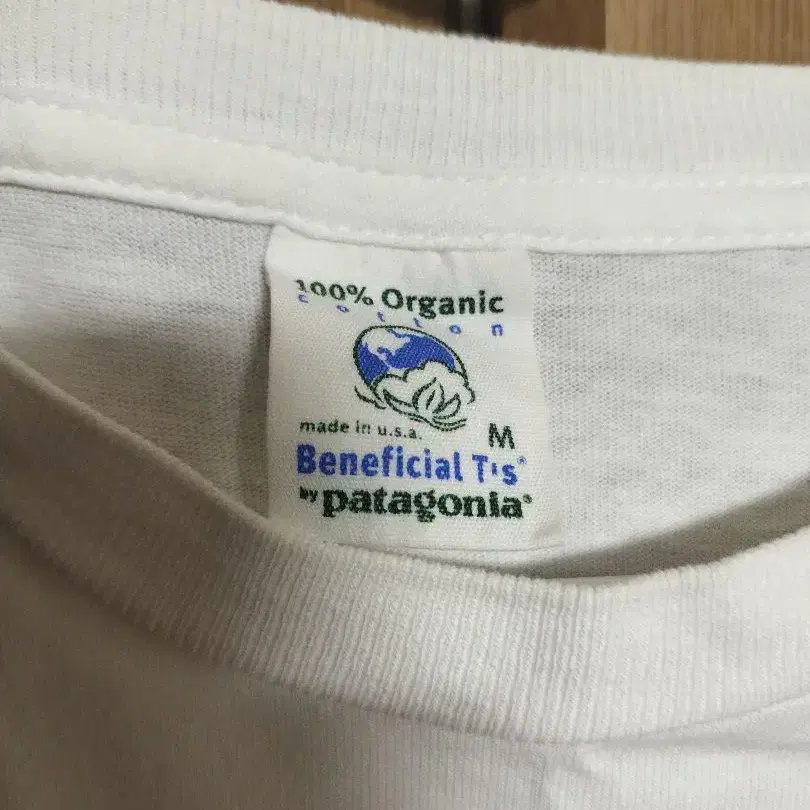 100% Organic
cotton
made in u.s.a. M
Beneficial T's®
by patagonia®